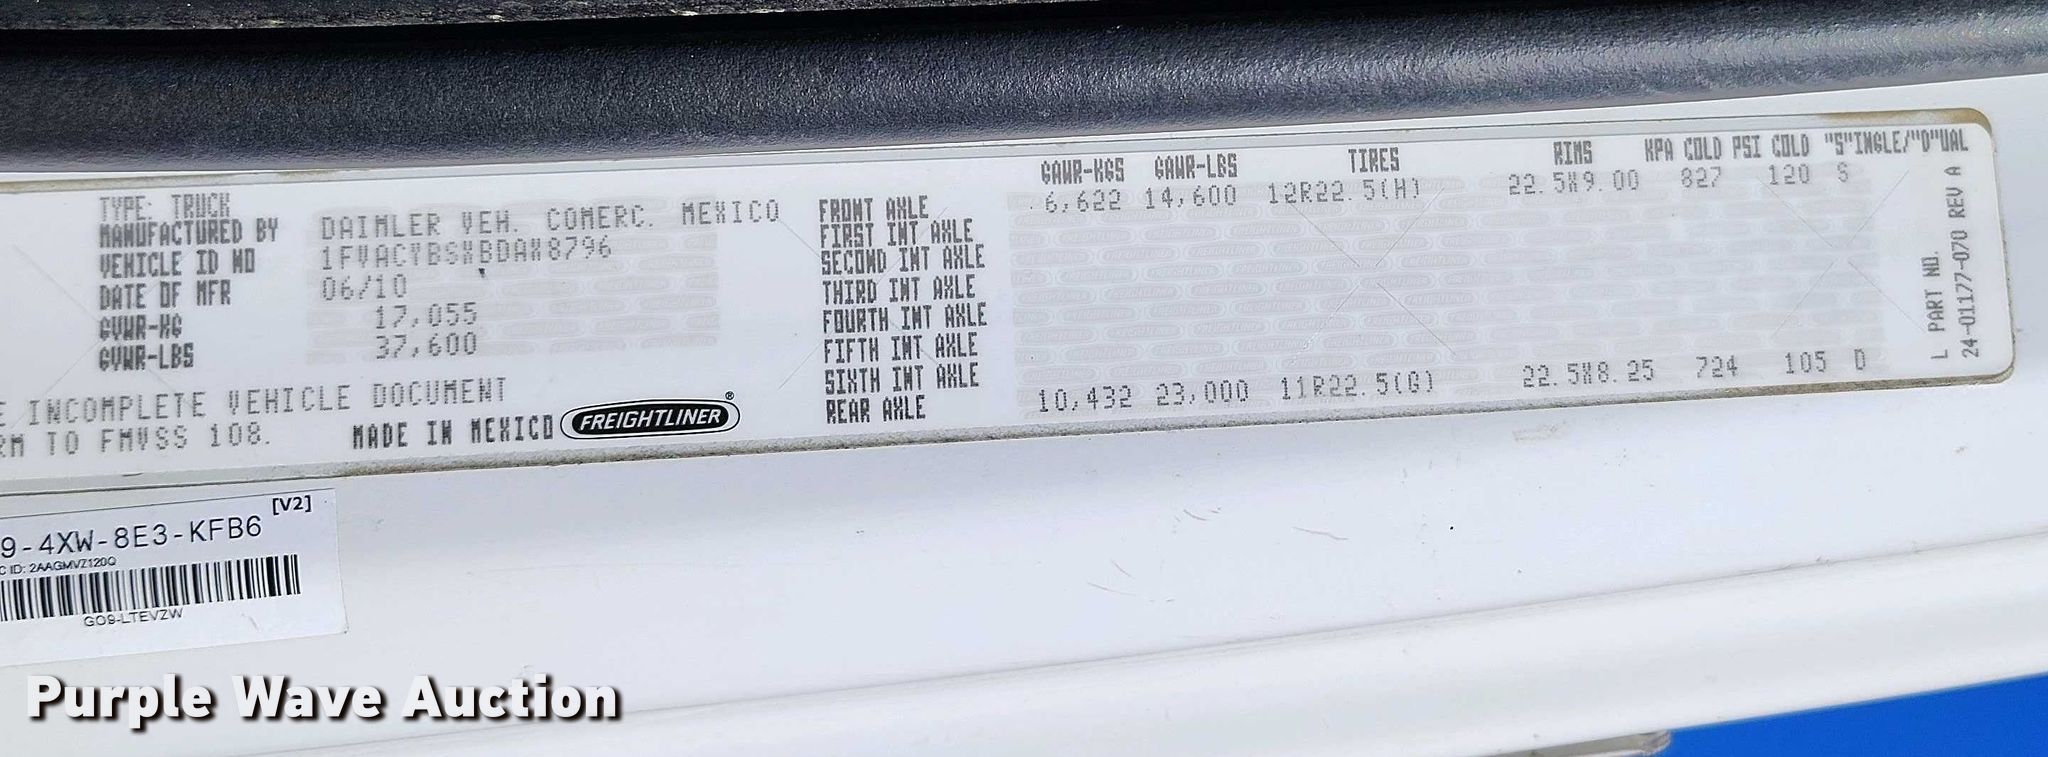 TYPE: TRUCK
MANUFACTURED BY DAIMLER VEH. COMERC. MEXICO
VEHICLE ID NO 1FVACYBSXBDAX8796
DATE OF MFR 06/10
GVWR-KG 17,055
GVWR-LBS 37,600
E INCOMPLETE VEHICLE DOCUMENT
RM TO FMVSS 108.
MADE IN MEXICO FREIGHTLINER®
GAWR-KGS GAWR-LBS TIRES RIMS KPA COLD PSI COLD "S"INGLE/"D"UAL
FRONT AXLE 6,622 14,600 12R22.5(H) 22.5X9.00 827 120 S
FIRST INT AXLE
SECOND INT AXLE
THIRD INT AXLE
FOURTH INT AXLE
FIFTH INT AXLE
SIXTH INT AXLE
REAR AXLE 10,432 23,000 11R22.5(G) 22.5X8.25 724 105 D
L PART NO.
24-01177-070 REV A
[V2]
9-4XW-8E3-KFB6
C ID: 2AAGMVZ120Q
GO9-LTEVZW
Purple Wave Auction